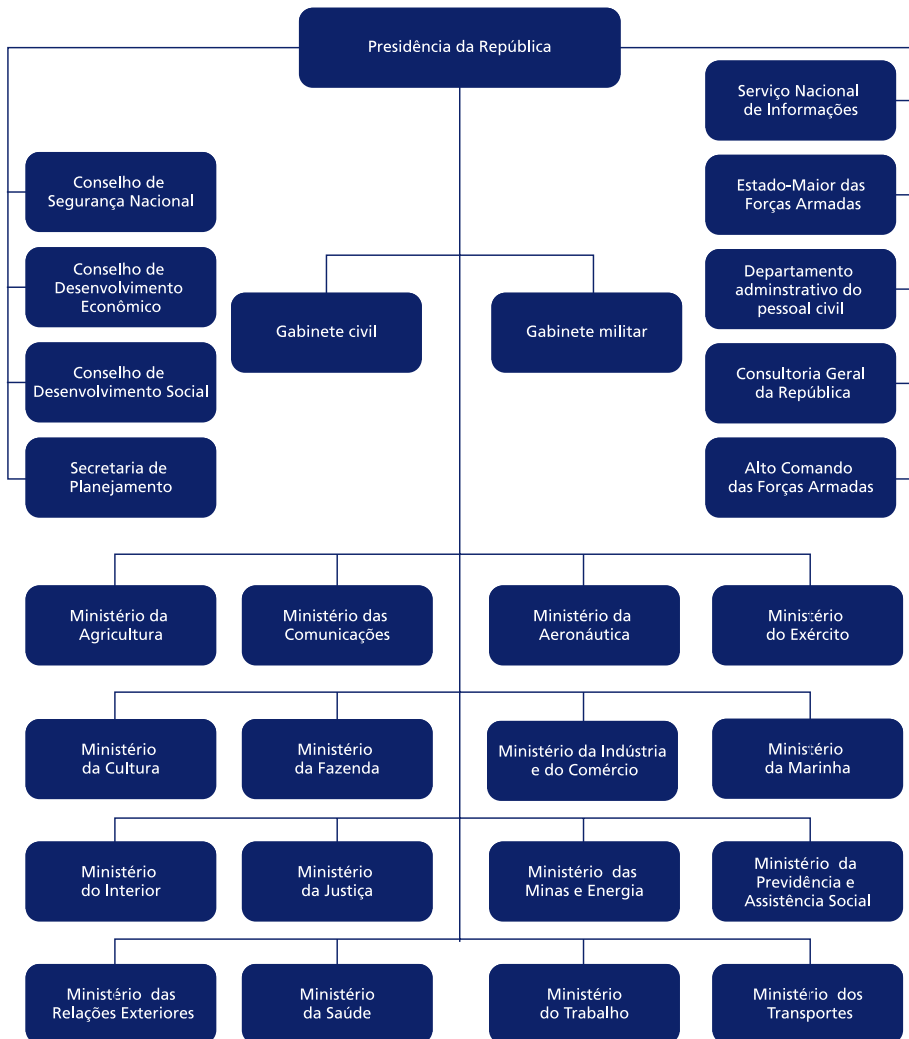 Presidência da República
Serviço Nacional
de Informações
Conselho de
Segurança Nacional
Estado-Maior das
Forças Armadas
Conselho de
Desenvolvimento
Econômico
Departamento
adminstrativo do
pessoal civil
Gabinete civil
Gabinete militar
Conselho de
Desenvolvimento Social
Consultoria Geral
da República
Secretaria de
Planejamento
Alto Comando
das Forças Armadas
Ministério da
Agricultura
Ministério das
Comunicações
Ministério da
Aeronáutica
Ministério
do Exército
Ministério
da Cultura
Ministério
da Fazenda
Ministério da Indústria
e do Comércio
Ministério
da Marinha
Ministério
do Interior
Ministério
da Justiça
Ministério das
Minas e Energia
Ministério da
Previdência e
Assistência Social
Ministério das
Relações Exteriores
Ministério
da Saúde
Ministério
do Trabalho
Ministério dos
Transportes